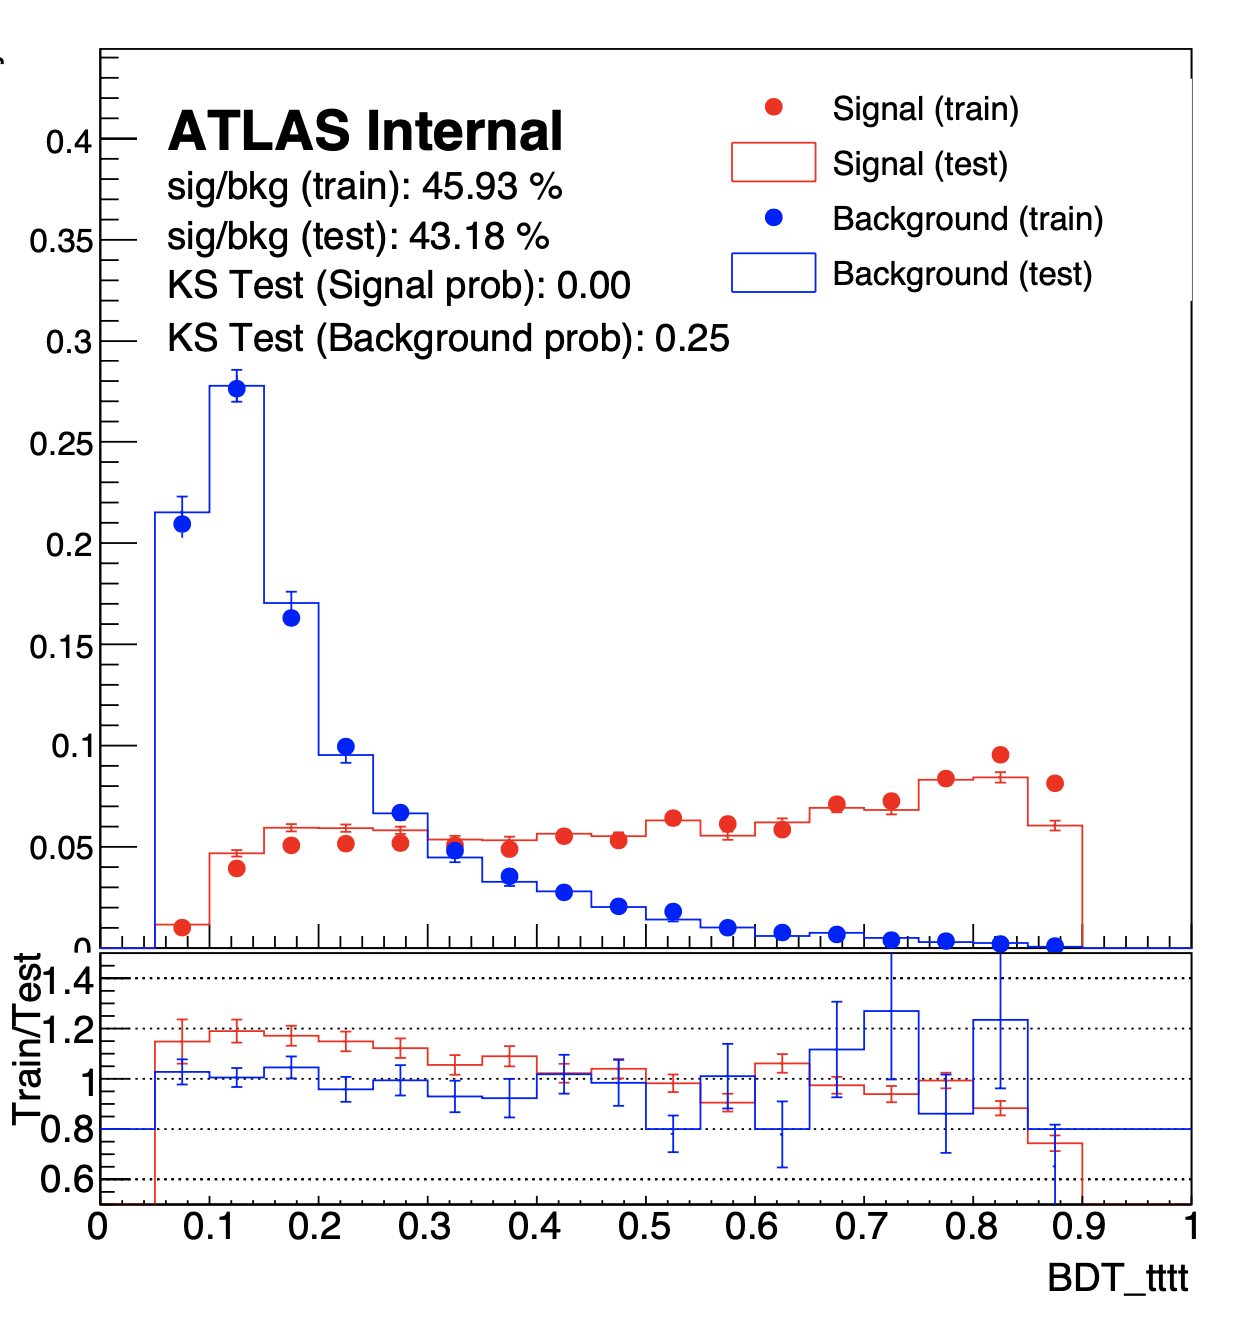 ATLAS Internal
sig/bkg (train): 45.93 %
sig/bkg (test): 43.18 %
KS Test (Signal prob): 0.00
KS Test (Background prob): 0.25
Signal (train)
Signal (test)
Background (train)
Background (test)
0.4
0.35
0.3
0.25
0.2
0.15
0.1
0.05
0
Train/Test
1.4
1.2
1
0.8
0.6
0 0.1 0.2 0.3 0.4 0.5 0.6 0.7 0.8 0.9 1
BDT_tttt